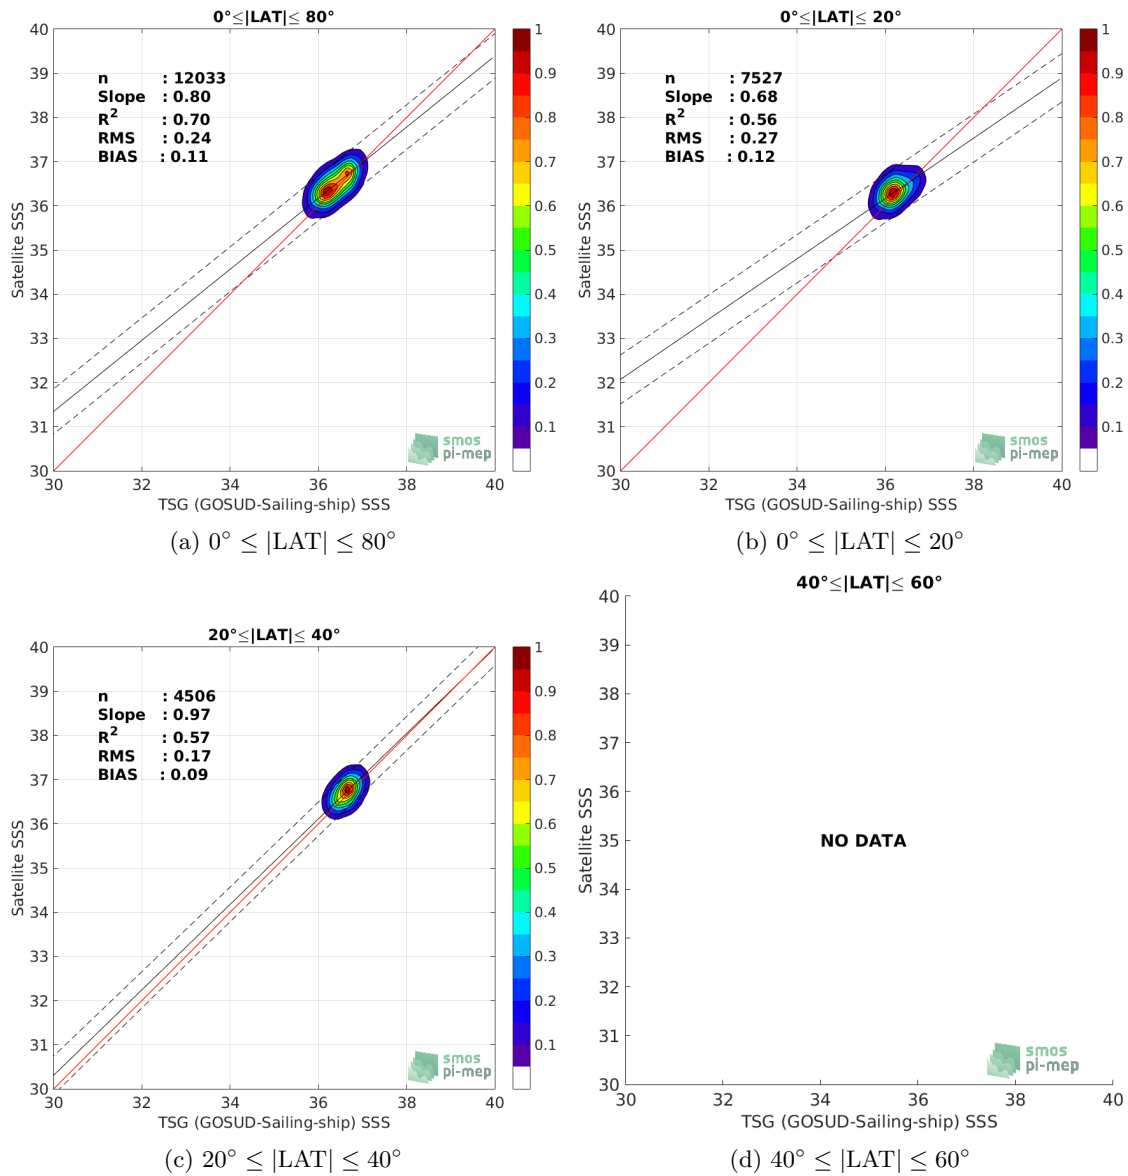 0°≤|LAT|≤ 80°
40
39
38
37
36
35
34
33
32
31
30
Satellite SSS
n : 12033
Slope : 0.80
R² : 0.70
RMS : 0.24
BIAS : 0.11
1
0.9
0.8
0.7
0.6
0.5
0.4
0.3
0.2
0.1
smos
pi-mep
30 32 34 36 38 40
TSG (GOSUD-Sailing-ship) SSS
(a) 0° ≤ |LAT| ≤ 80°
0°≤|LAT|≤ 20°
40
39
38
37
36
35
34
33
32
31
30
Satellite SSS
n : 7527
Slope : 0.68
R² : 0.56
RMS : 0.27
BIAS : 0.12
1
0.9
0.8
0.7
0.6
0.5
0.4
0.3
0.2
0.1
smos
pi-mep
30 32 34 36 38 40
TSG (GOSUD-Sailing-ship) SSS
(b) 0° ≤ |LAT| ≤ 20°
20°≤|LAT|≤ 40°
40
39
38
37
36
35
34
33
32
31
30
Satellite SSS
n : 4506
Slope : 0.97
R² : 0.57
RMS : 0.17
BIAS : 0.09
1
0.9
0.8
0.7
0.6
0.5
0.4
0.3
0.2
0.1
smos
pi-mep
30 32 34 36 38 40
TSG (GOSUD-Sailing-ship) SSS
(c) 20° ≤ |LAT| ≤ 40°
40°≤|LAT|≤ 60°
40
39
38
37
36
35
34
33
32
31
30
Satellite SSS
NO DATA
smos
pi-mep
30 32 34 36 38 40
TSG (GOSUD-Sailing-ship) SSS
(d) 40° ≤ |LAT| ≤ 60°